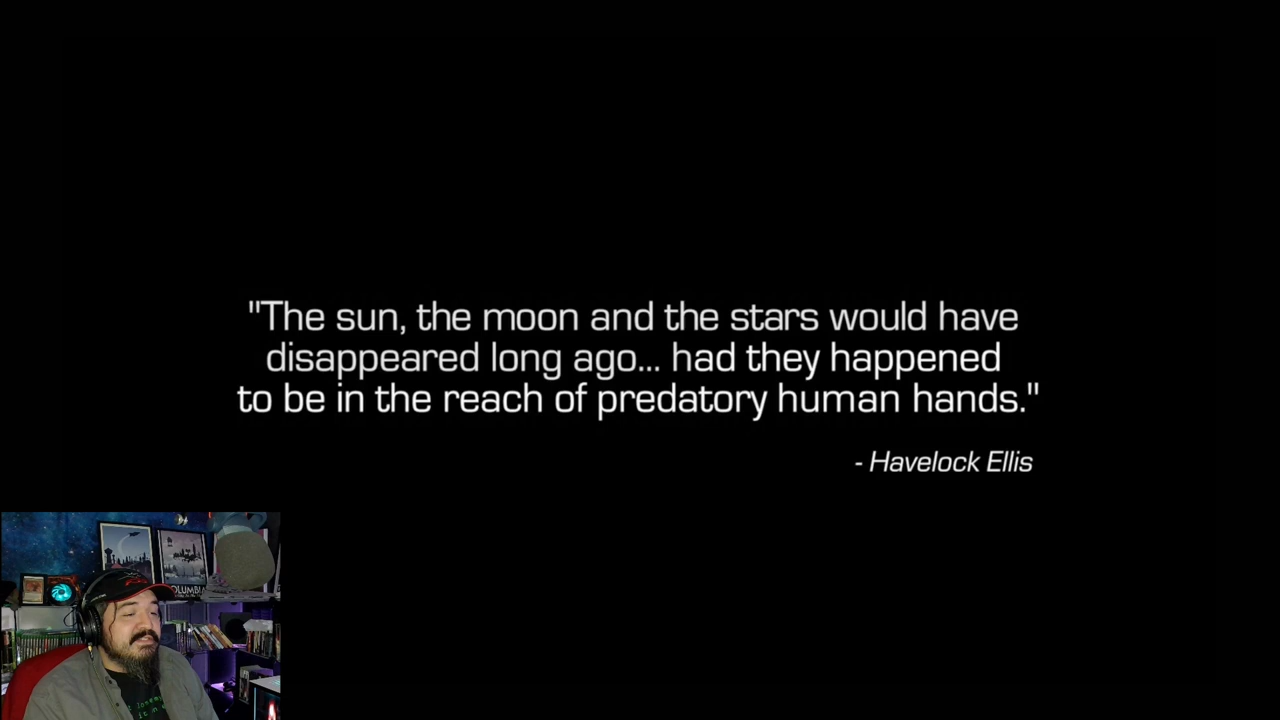 "The sun, the moon and the stars would have
disappeared long ago... had they happened
to be in the reach of predatory human hands."
- Havelock Ellis
COLUMBIA